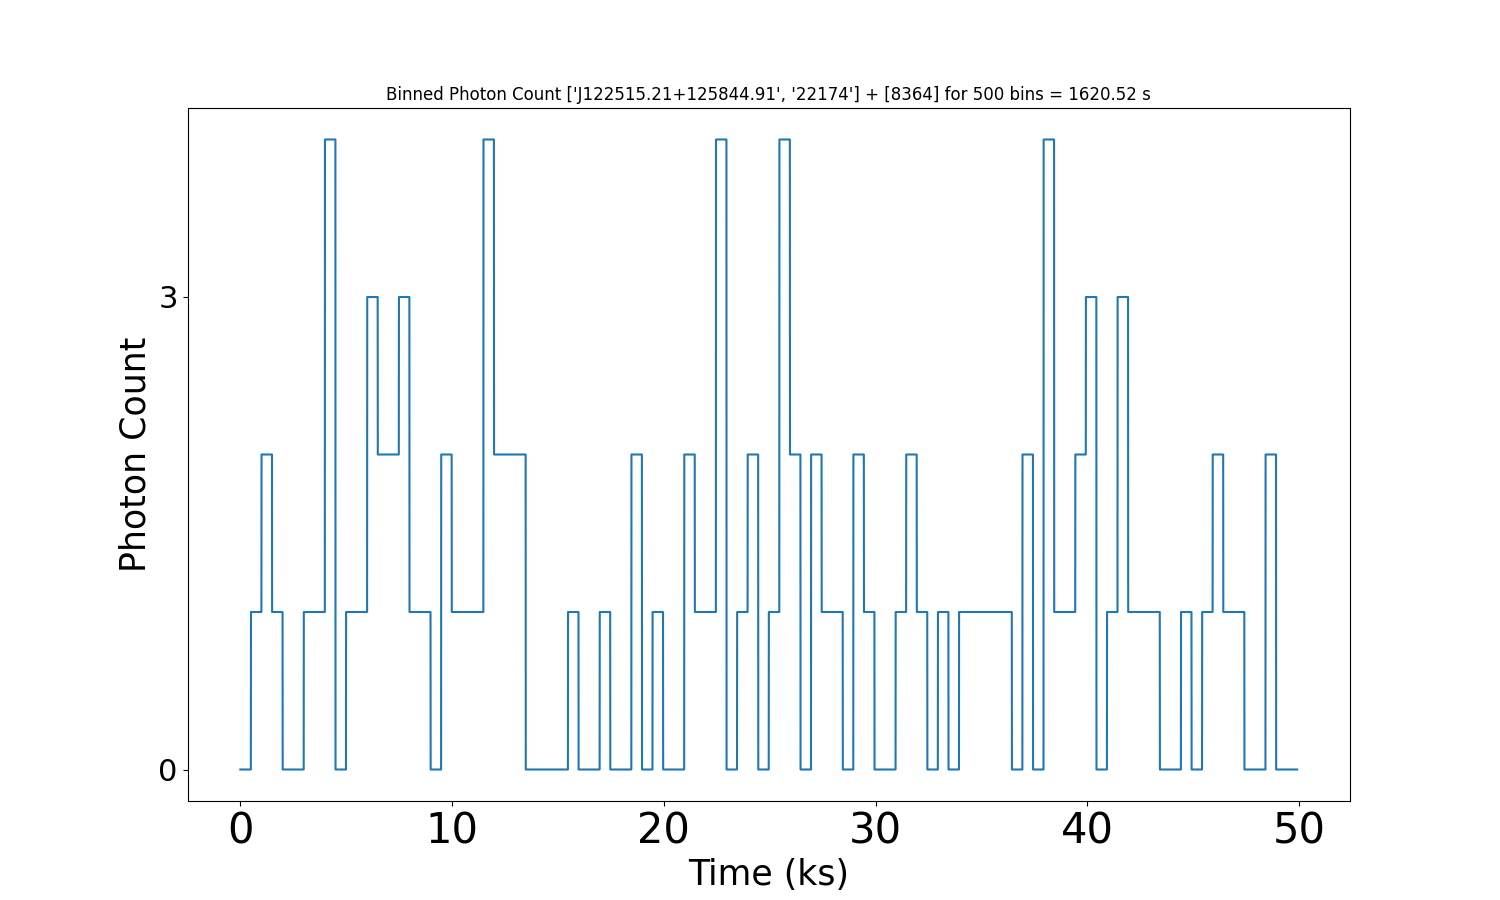 Binned Photon Count ['J122515.21+125844.91', '22174'] + [8364] for 500 bins = 1620.52 s
Photon Count
3
0
0 10 20 30 40 50
Time (ks)